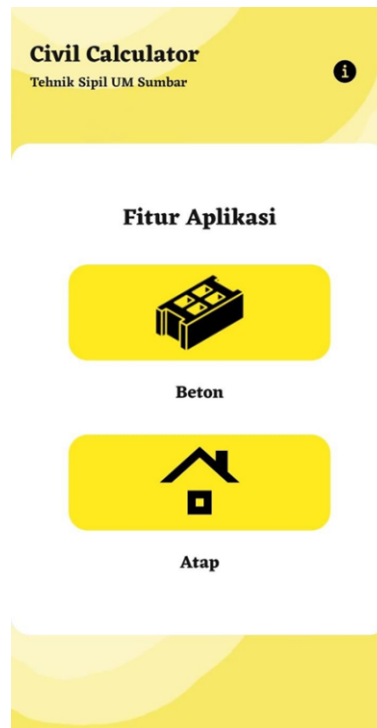 Civil Calculator
Tehnik Sipil UM Sumbar
Fitur Aplikasi
Beton
Atap